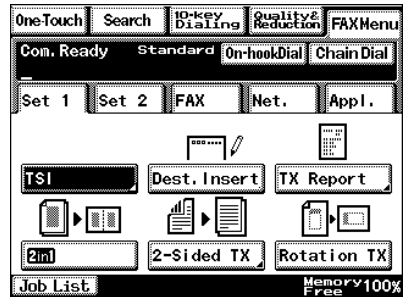 One-Touch Search 10-key Dialing Quality& Reduction FAXMenu
Com. Ready Standard On-hookDial Chain Dial
Set 1 Set 2 FAX Net. Appl.
TSI Dest.Insert TX Report
2in1 2-Sided TX Rotation TX
Job List Memory Free 100%